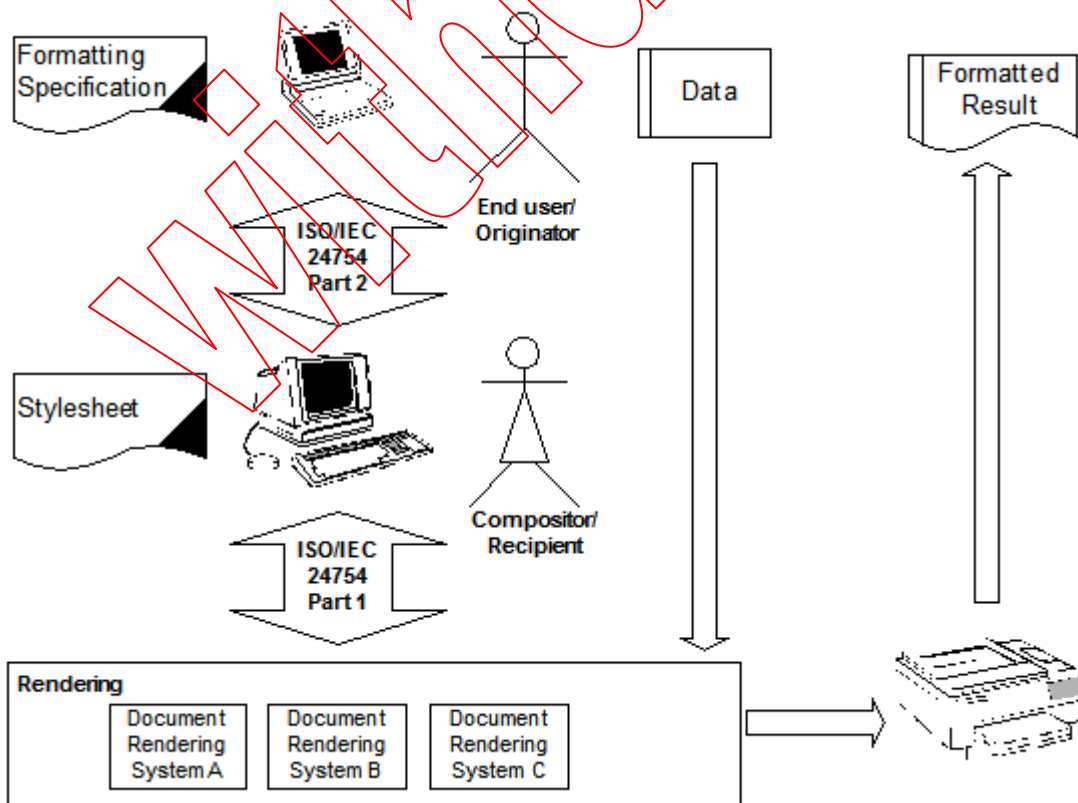 Formatting
Specification
End user/
Originator
Data
Formatted
Result
ISO/IEC
24754
Part 2
Stylesheet
Compositor/
Recipient
ISO/IEC
24754
Part 1
Rendering
Document
Rendering
System A
Document
Rendering
System B
Document
Rendering
System C